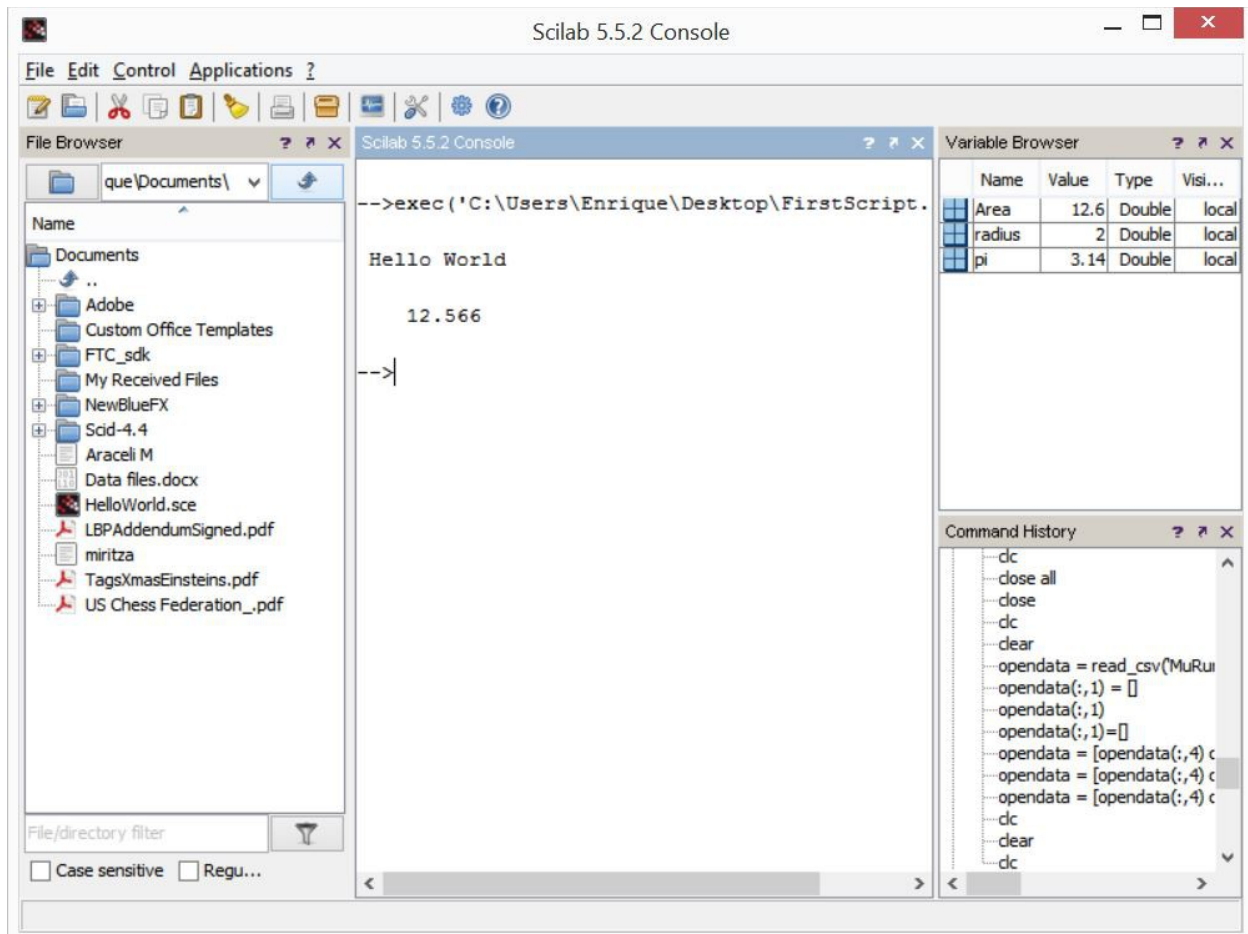 Scilab 5.5.2 Console
File Edit Control Applications ?
File Browser
que\Documents\
Name
Documents
..
Adobe
Custom Office Templates
FTC_sdk
My Received Files
NewBlueFX
Scid-4.4
Araceli M
Data files.docx
HelloWorld.sce
LBPAddendumSigned.pdf
miritza
TagsXmasEinsteins.pdf
US Chess Federation_.pdf
File/directory filter
Case sensitive Regu...
Scilab 5.5.2 Console
-->exec('C:\Users\Enrique\Desktop\FirstScript.
Hello World
12.566
-->
Variable Browser
Name Value Type Visi...
Area 12.6 Double local
radius 2 Double local
pi 3.14 Double local
Command History
clc
close all
close
clc
clear
opendata = read_csv('MuRu
opendata(:,1) = []
opendata(:,1)
opendata(:,1)=[]
opendata = [opendata(:,4) c
opendata = [opendata(:,4) c
opendata = [opendata(:,4) c
clc
clear
clc